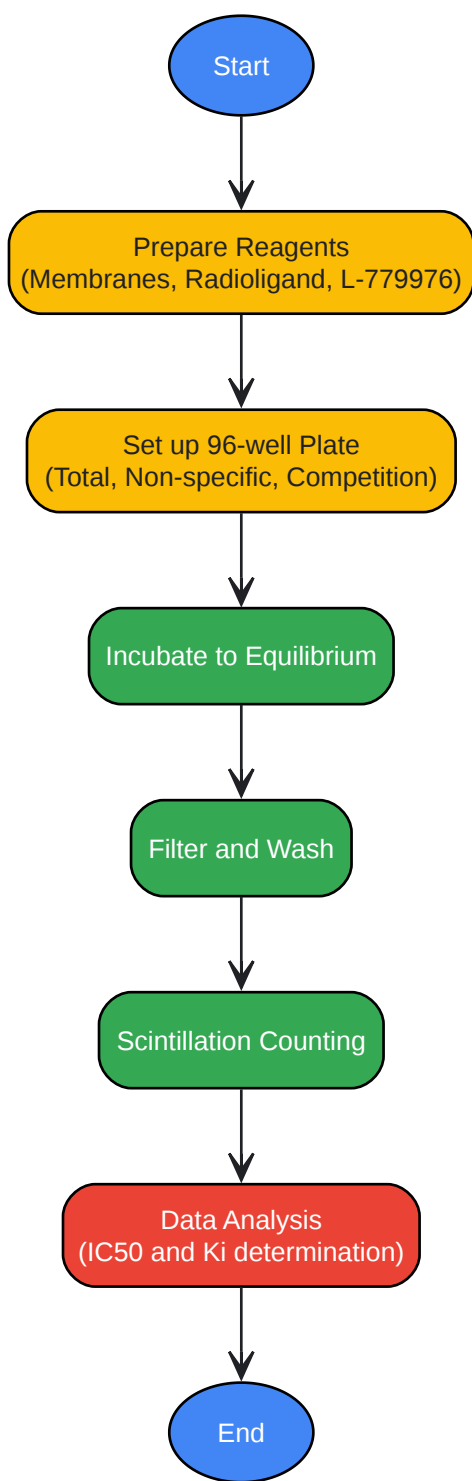 Start
Prepare Reagents
(Membranes, Radioligand, L-779976)
Set up 96-well Plate
(Total, Non-specific, Competition)
Incubate to Equilibrium
Filter and Wash
Scintillation Counting
Data Analysis
(IC50 and Ki determination)
End